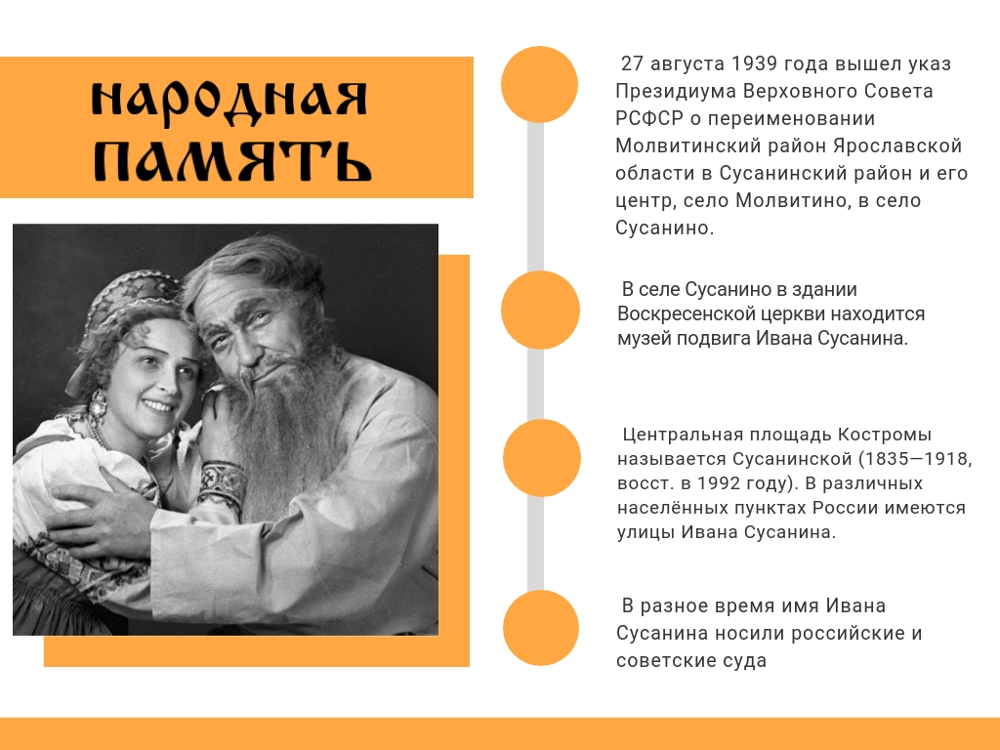 народная
память
27 августа 1939 года вышел указ
Президиума Верховного Совета
РСФСР о переименовании
Молвитинский район Ярославской
области в Сусанинский район и его
центр, село Молвитино, в село
Сусанино.
В селе Сусанино в здании
Воскресенской церкви находится
музей подвига Ивана Сусанина.
Центральная площадь Костромы
называется Сусанинской (1835—1918,
восст. в 1992 году). В различных
населённых пунктах России имеются
улицы Ивана Сусанина.
В разное время имя Ивана
Сусанина носили российские и
советские суда